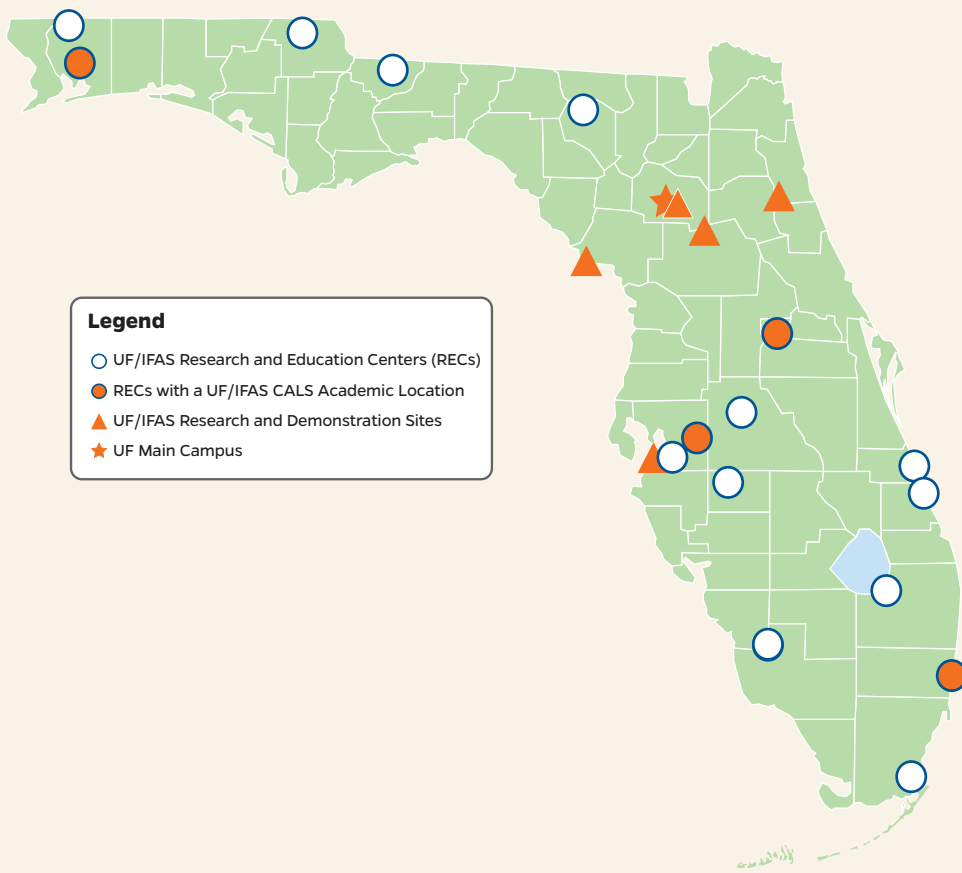 Legend
UF/IFAS Research and Education Centers (RECs)
RECs with a UF/IFAS CALS Academic Location
UF/IFAS Research and Demonstration Sites
UF Main Campus